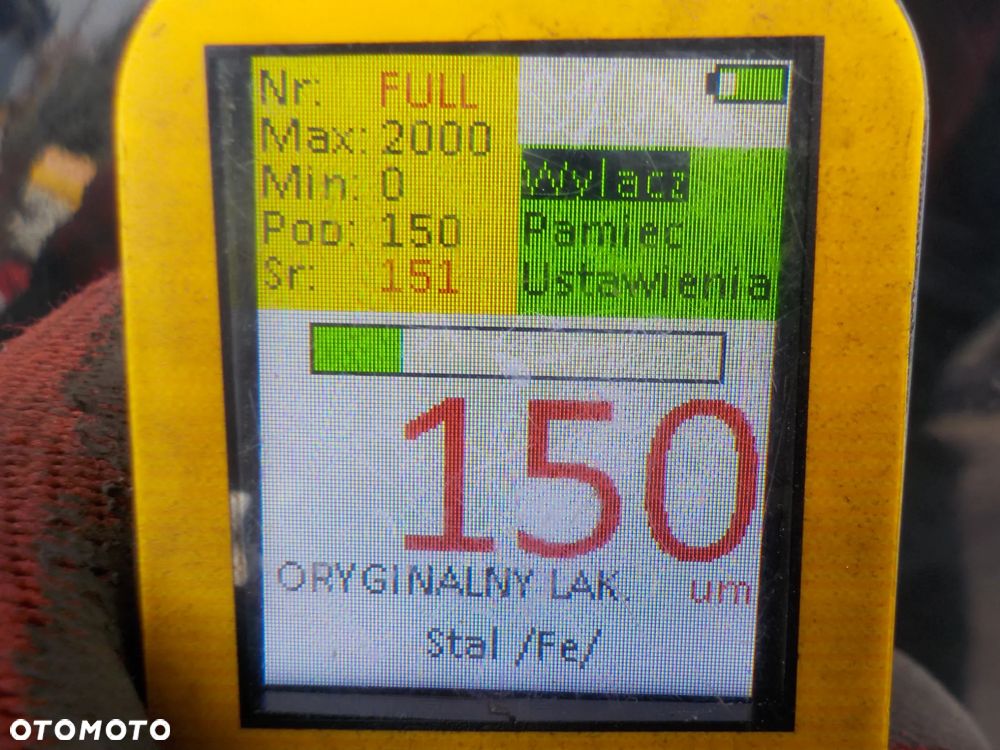 Nr: FULL
Max: 2000
Min: 0
Pop: 150
Sr: 151
Wylacz
Pamiec
Ustawienia
150
ORYGINALNY LAK. um
Stal /Fe/
OTOMOTO